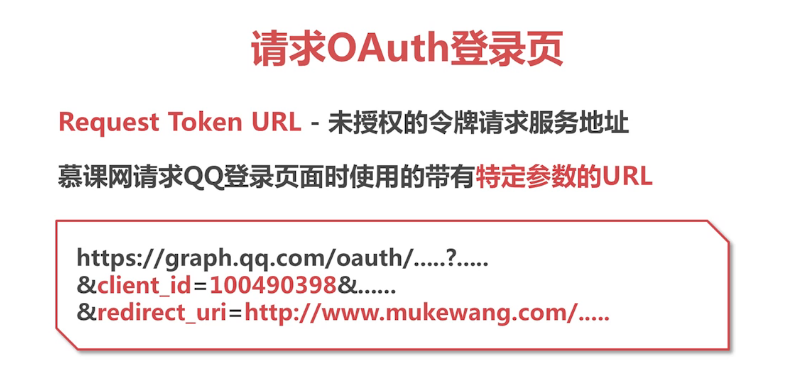 请求OAuth登录页
Request Token URL - 未授权的令牌请求服务地址
慕课网请求QQ登录页面时使用的带有特定参数的URL
https://graph.qq.com/oauth/.....?.....
&client_id=100490398&......
&redirect_uri=http://www.mukewang.com/.....